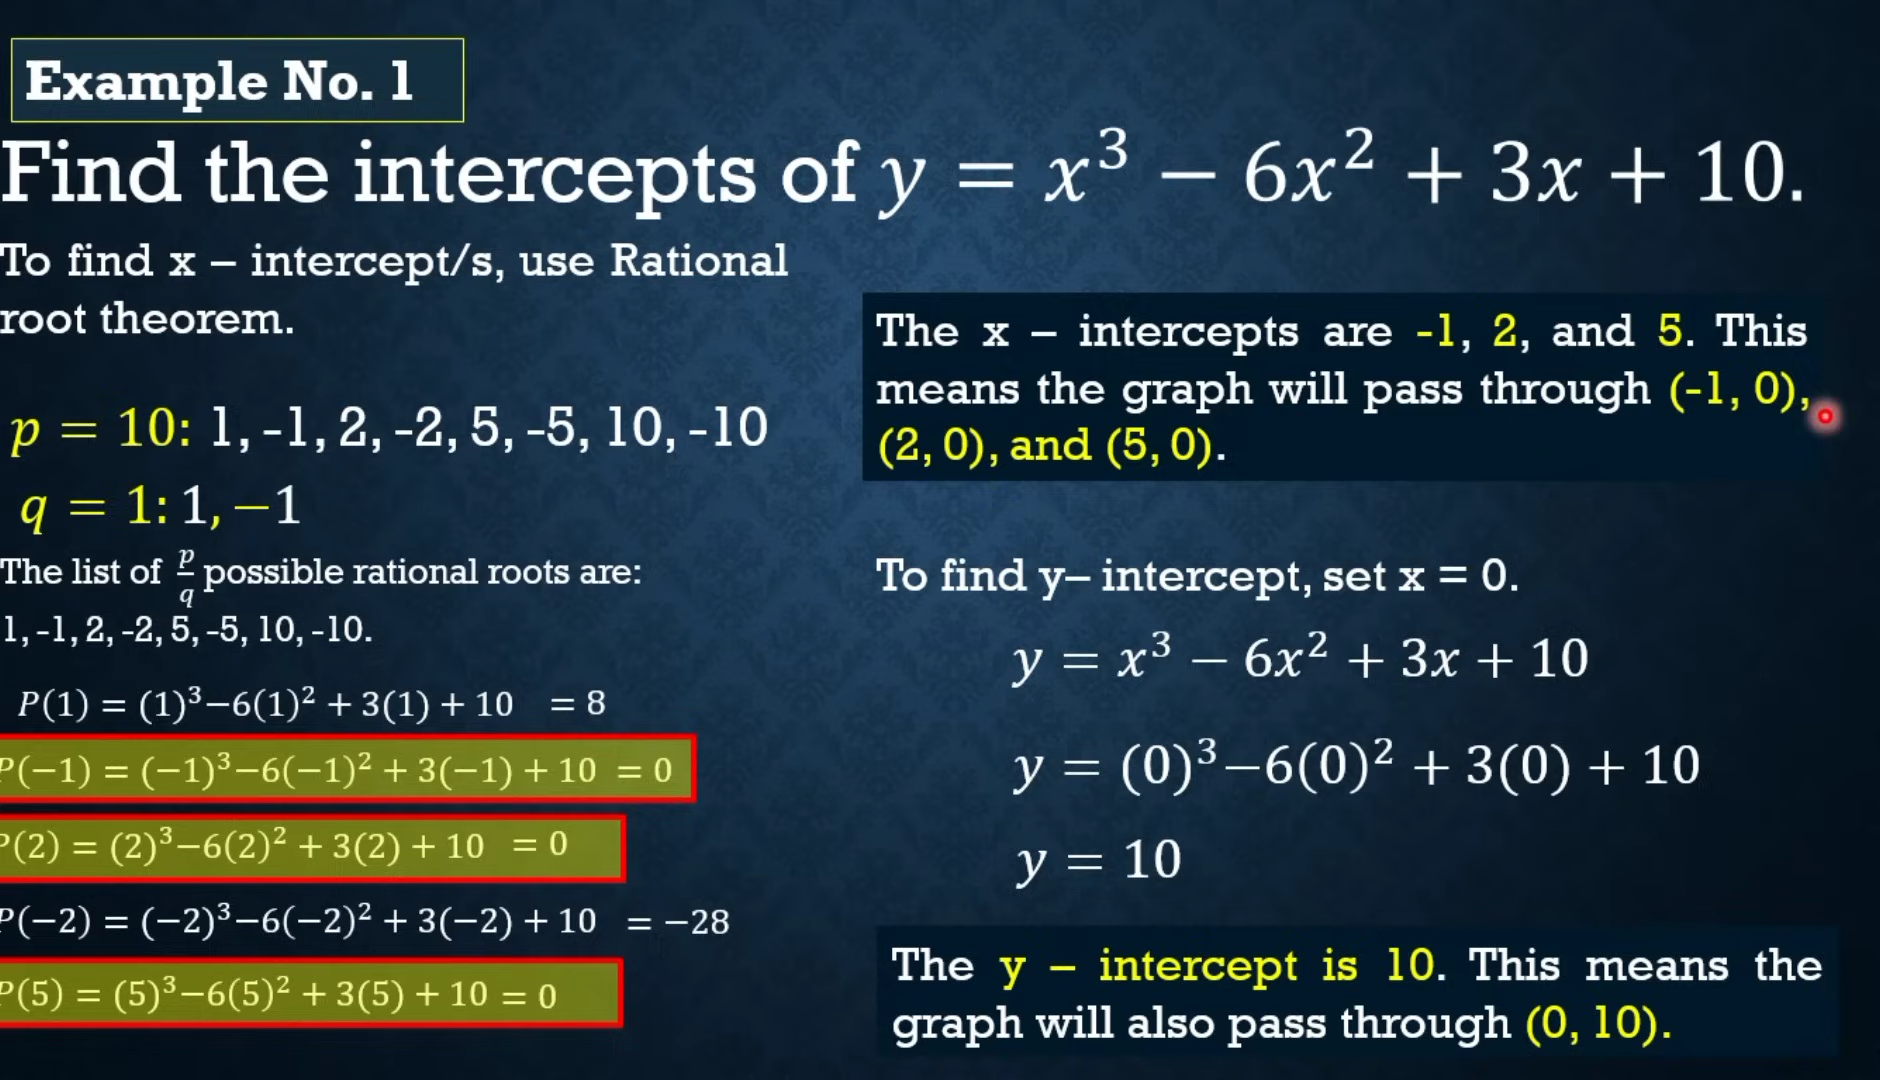 Example No. 1
Find the intercepts of y = x³ − 6x² + 3x + 10.
To find x – intercept/s, use Rational
root theorem.
p = 10: 1, -1, 2, -2, 5, -5, 10, -10
q = 1: 1, −1
The list of p/q possible rational roots are:
1, -1, 2, -2, 5, -5, 10, -10.
P(1) = (1)³−6(1)² + 3(1) + 10 = 8
P(−1) = (−1)³−6(−1)² + 3(−1) + 10 = 0
P(2) = (2)³−6(2)² + 3(2) + 10 = 0
P(−2) = (−2)³−6(−2)² + 3(−2) + 10 = −28
P(5) = (5)³−6(5)² + 3(5) + 10 = 0
The x – intercepts are -1, 2, and 5. This
means the graph will pass through (-1, 0),
(2, 0), and (5, 0).
To find y– intercept, set x = 0.
y = x³ − 6x² + 3x + 10
y = (0)³−6(0)² + 3(0) + 10
y = 10
The y – intercept is 10. This means the
graph will also pass through (0, 10).